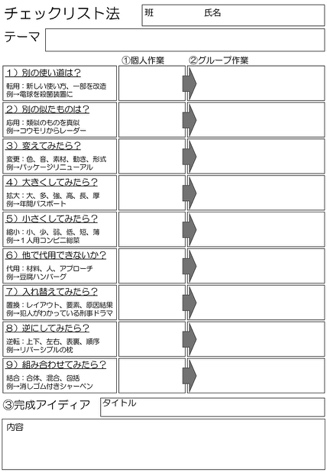 チェックリスト法
班 氏名
テーマ
①個人作業 ②グループ作業
１）別の使い道は？
転用：新しい使い方、一部を改造
例→電球を殺菌装置に
２）別の似たものは？
応用：類似のものを真似
例→コウモリからレーダー
３）変えてみたら？
変更：色、音、素材、動き、形式
例→パッケージリニューアル
４）大きくしてみたら？
拡大：大、多、強、高、長、厚
例→年間パスポート
５）小さくしてみたら？
縮小：小、少、弱、低、短、薄
例→１人用コンビニ総菜
６）他で代用できないか？
代用：材料、人、アプローチ
例→豆腐ハンバーグ
７）入れ替えてみたら？
置換：レイアウト、要素、原因結果
例→犯人がわかっている刑事ドラマ
８）逆にしてみたら？
逆転：上下、左右、表裏、順序
例→リバーシブルの枕
９）組み合わせてみたら？
結合：合体、混合、包括
例→消しゴム付きシャーペン
③完成アイディア
タイトル
内容